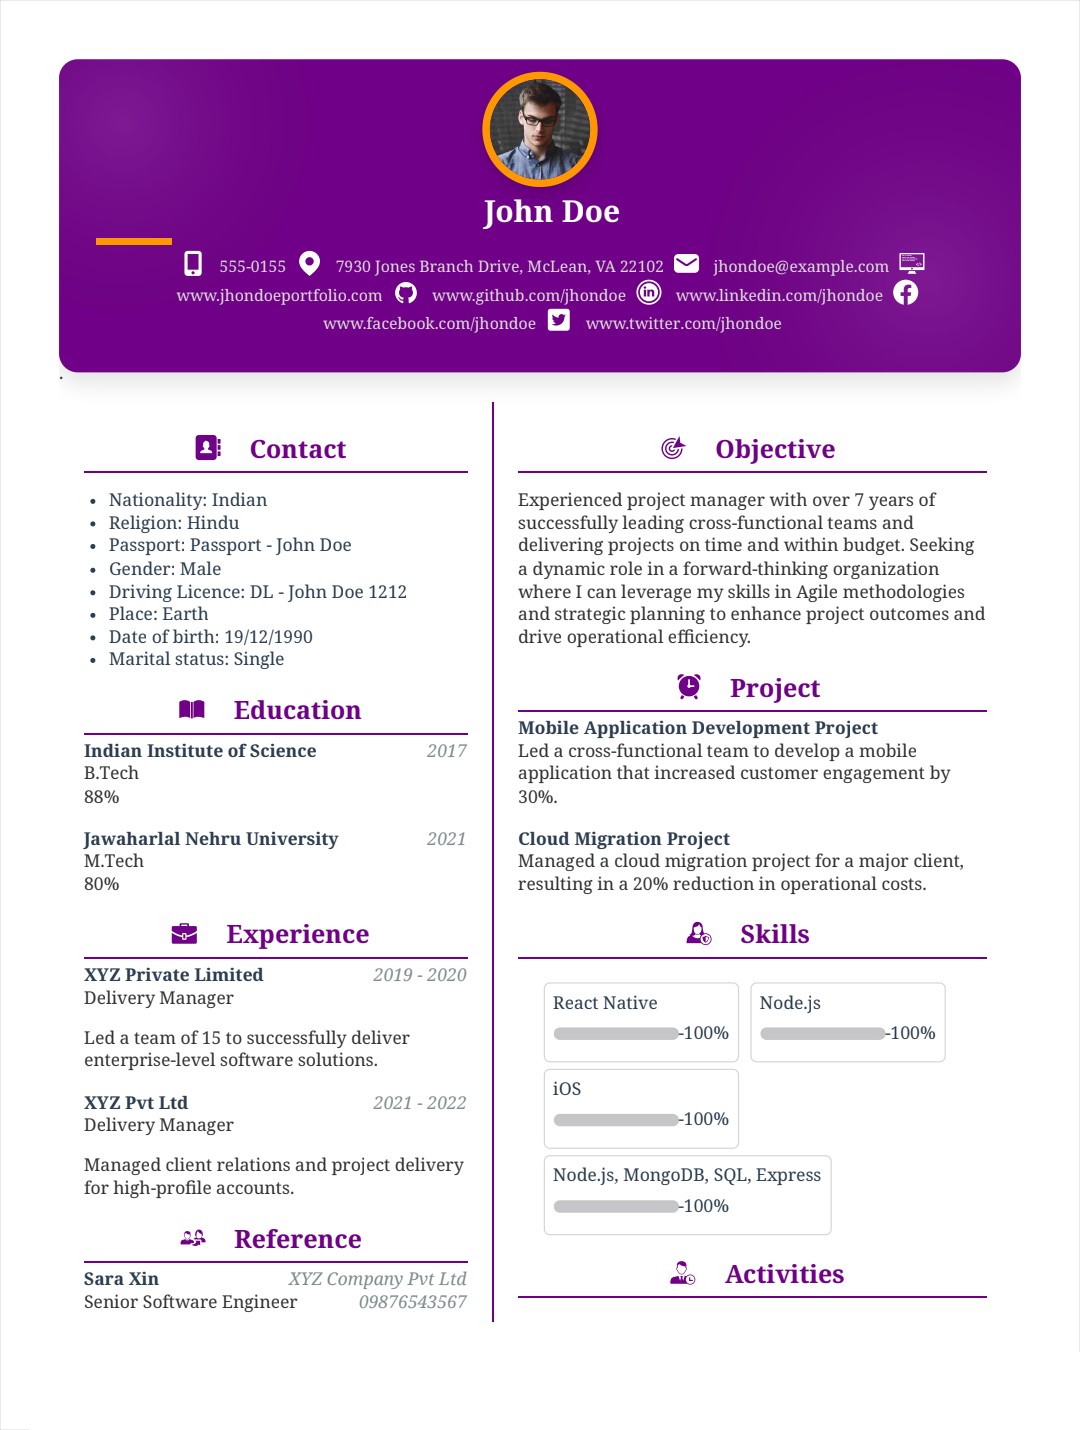 John Doe
555-0155 7930 Jones Branch Drive, McLean, VA 22102 jhondoe@example.com
www.jhondoeportfolio.com www.github.com/jhondoe www.linkedin.com/jhondoe
www.facebook.com/jhondoe www.twitter.com/jhondoe
.
Contact
• Nationality: Indian
• Religion: Hindu
• Passport: Passport - John Doe
• Gender: Male
• Driving Licence: DL - John Doe 1212
• Place: Earth
• Date of birth: 19/12/1990
• Marital status: Single
Education
Indian Institute of Science 2017
B.Tech
88%
Jawaharlal Nehru University 2021
M.Tech
80%
Experience
XYZ Private Limited 2019 - 2020
Delivery Manager
Led a team of 15 to successfully deliver
enterprise-level software solutions.
XYZ Pvt Ltd 2021 - 2022
Delivery Manager
Managed client relations and project delivery
for high-profile accounts.
Reference
Sara Xin XYZ Company Pvt Ltd
Senior Software Engineer 09876543567
Objective
Experienced project manager with over 7 years of
successfully leading cross-functional teams and
delivering projects on time and within budget. Seeking
a dynamic role in a forward-thinking organization
where I can leverage my skills in Agile methodologies
and strategic planning to enhance project outcomes and
drive operational efficiency.
Project
Mobile Application Development Project
Led a cross-functional team to develop a mobile
application that increased customer engagement by
30%.
Cloud Migration Project
Managed a cloud migration project for a major client,
resulting in a 20% reduction in operational costs.
Skills
React Native
-100%
Node.js
-100%
iOS
-100%
Node.js, MongoDB, SQL, Express
-100%
Activities